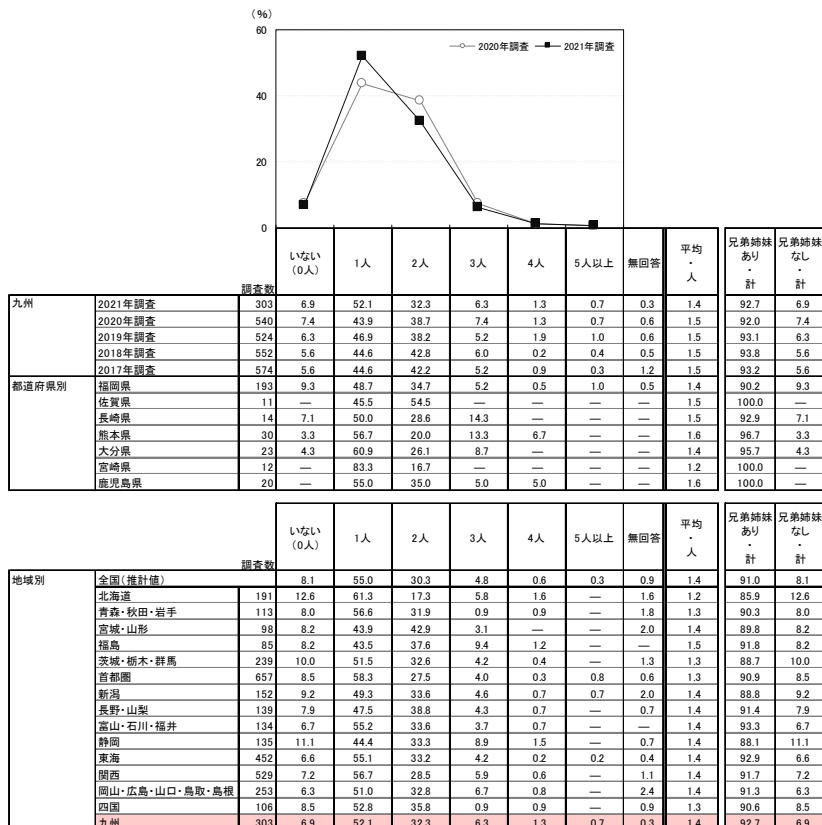 (%)
60
2020年調査 2021年調査
40
20
0
調査数 いない(0人) 1人 2人 3人 4人 5人以上 無回答 平均・人 兄弟姉妹あり・計 兄弟姉妹なし・計
九州 2021年調査 303 6.9 52.1 32.3 6.3 1.3 0.7 0.3 1.4 92.7 6.9
2020年調査 540 7.4 43.9 38.7 7.4 1.3 0.7 0.6 1.5 92.0 7.4
2019年調査 524 6.3 46.9 38.2 5.2 1.9 1.0 0.6 1.5 93.1 6.3
2018年調査 552 5.6 44.6 42.8 6.0 0.2 0.4 0.5 1.5 93.8 5.6
2017年調査 574 5.6 44.6 42.2 5.2 0.9 0.3 1.2 1.5 93.2 5.6
都道府県別 福岡県 193 9.3 48.7 34.7 5.2 0.5 1.0 0.5 1.4 90.2 9.3
佐賀県 11 — 45.5 54.5 — — — — 1.5 100.0 —
長崎県 14 7.1 50.0 28.6 14.3 — — — 1.5 92.9 7.1
熊本県 30 3.3 56.7 20.0 13.3 6.7 — — 1.6 96.7 3.3
大分県 23 4.3 60.9 26.1 8.7 — — — 1.4 95.7 4.3
宮崎県 12 — 83.3 16.7 — — — — 1.2 100.0 —
鹿児島県 20 — 55.0 35.0 5.0 5.0 — — 1.6 100.0 —
調査数 いない(0人) 1人 2人 3人 4人 5人以上 無回答 平均・人 兄弟姉妹あり・計 兄弟姉妹なし・計
地域別 全国(推計値) 8.1 55.0 30.3 4.8 0.6 0.3 0.9 1.4 91.0 8.1
北海道 191 12.6 61.3 17.3 5.8 1.6 — 1.6 1.2 85.9 12.6
青森・秋田・岩手 113 8.0 56.6 31.9 0.9 0.9 — 1.8 1.3 90.3 8.0
宮城・山形 98 8.2 43.9 42.9 3.1 — — 2.0 1.4 89.8 8.2
福島 85 8.2 43.5 37.6 9.4 1.2 — — 1.5 91.8 8.2
茨城・栃木・群馬 239 10.0 51.5 32.6 4.2 0.4 — 1.3 1.3 88.7 10.0
首都圏 657 8.5 58.3 27.5 4.0 0.3 0.8 0.6 1.3 90.9 8.5
新潟 152 9.2 49.3 33.6 4.6 0.7 0.7 2.0 1.4 88.8 9.2
長野・山梨 139 7.9 47.5 38.8 4.3 0.7 — 0.7 1.4 91.4 7.9
富山・石川・福井 134 6.7 55.2 33.6 3.7 0.7 — — 1.4 93.3 6.7
静岡 135 11.1 44.4 33.3 8.9 1.5 — 0.7 1.4 88.1 11.1
東海 452 6.6 55.1 33.2 4.2 0.2 0.2 0.4 1.4 92.9 6.6
関西 529 7.2 56.7 28.5 5.9 0.6 — 1.1 1.4 91.7 7.2
岡山・広島・山口・鳥取・島根 253 6.3 51.0 32.8 6.7 0.8 — 2.4 1.4 91.3 6.3
四国 106 8.5 52.8 35.8 0.9 0.9 — 0.9 1.3 90.6 8.5
九州 303 6.9 52.1 32.3 6.3 1.3 0.7 0.3 1.4 92.7 6.9